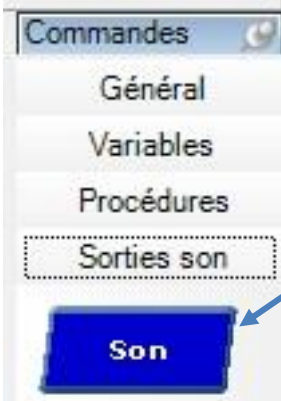 Commandes
Général
Variables
Procédures
Sorties son
Son